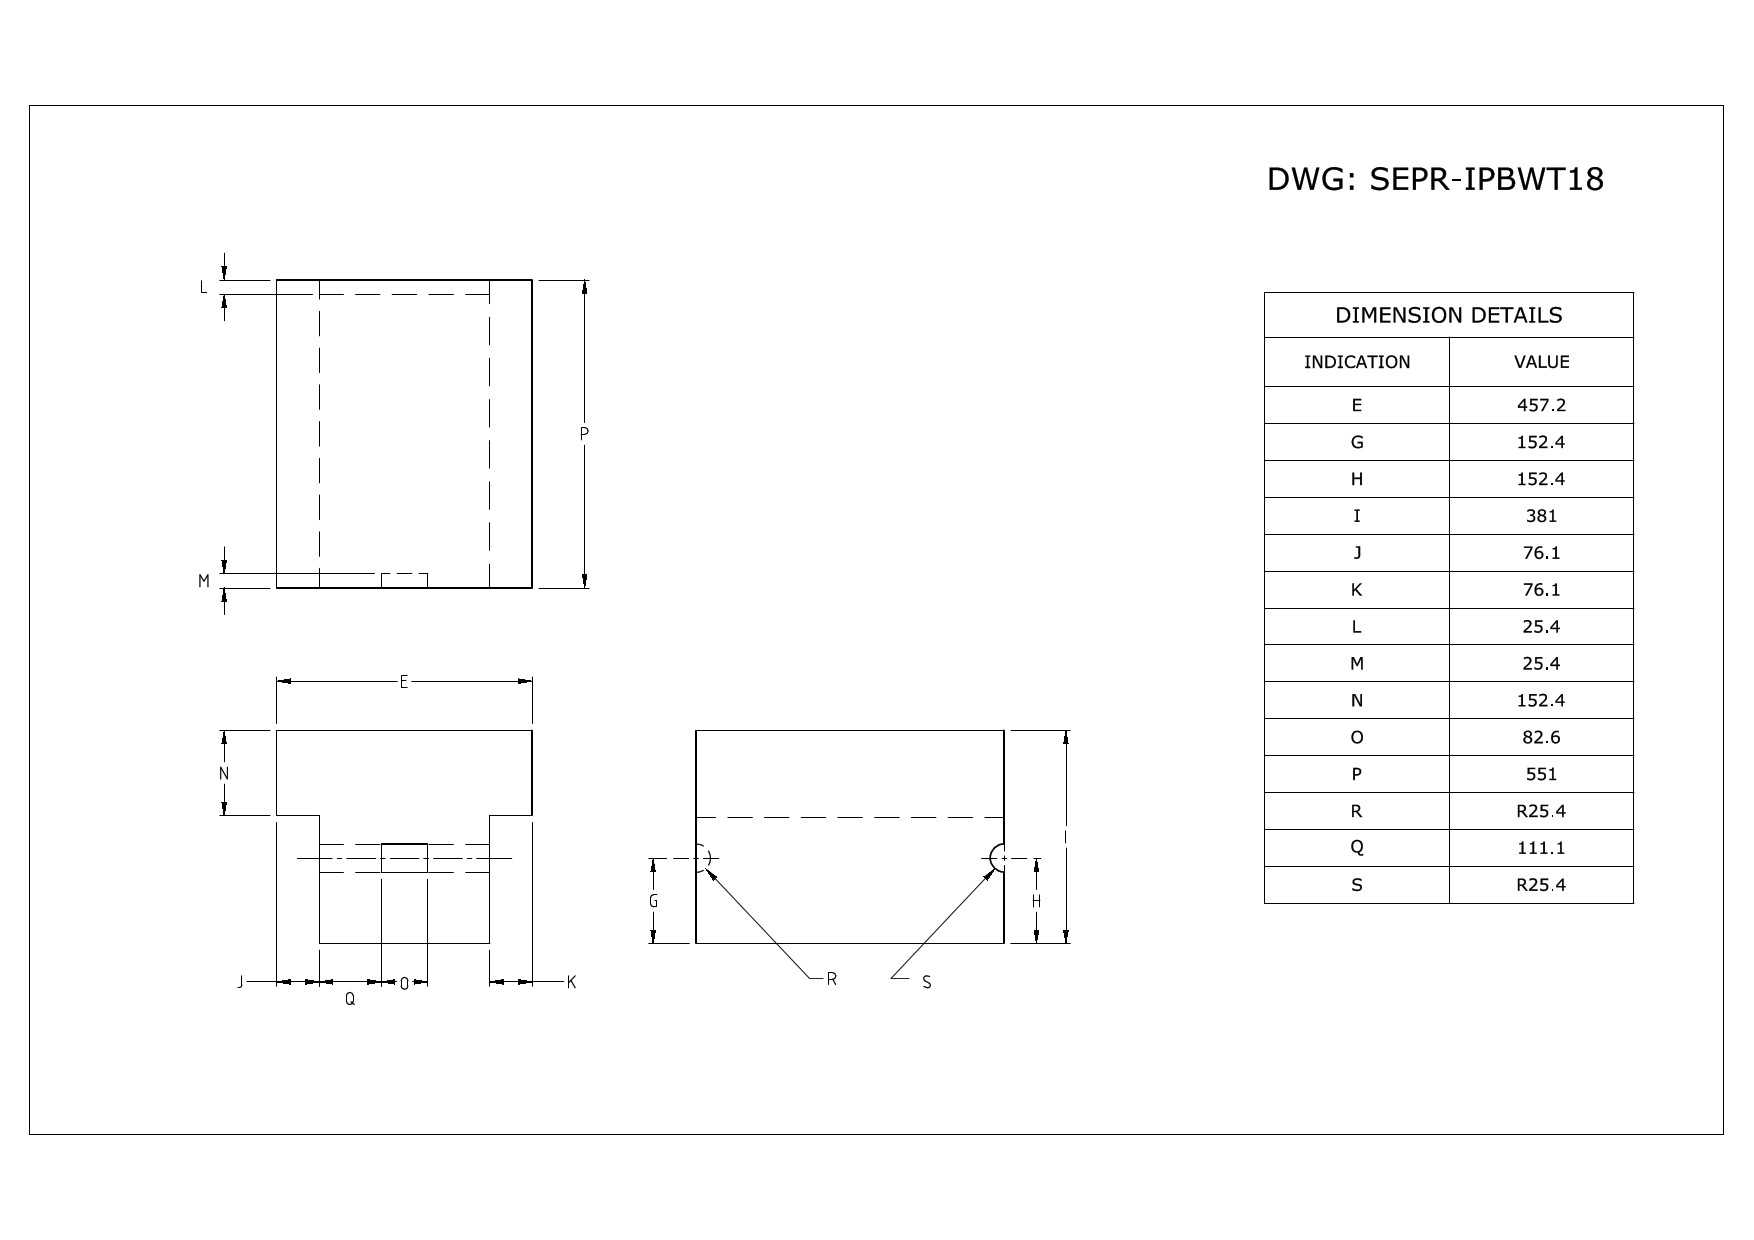 DWG: SEPR-IPBWT18
L
P
M
E
N
J
Q
O
K
G
R
S
H
I
DIMENSION DETAILS
INDICATION VALUE
E 457.2
G 152.4
H 152.4
I 381
J 76.1
K 76.1
L 25.4
M 25.4
N 152.4
O 82.6
P 551
R R25.4
Q 111.1
S R25.4